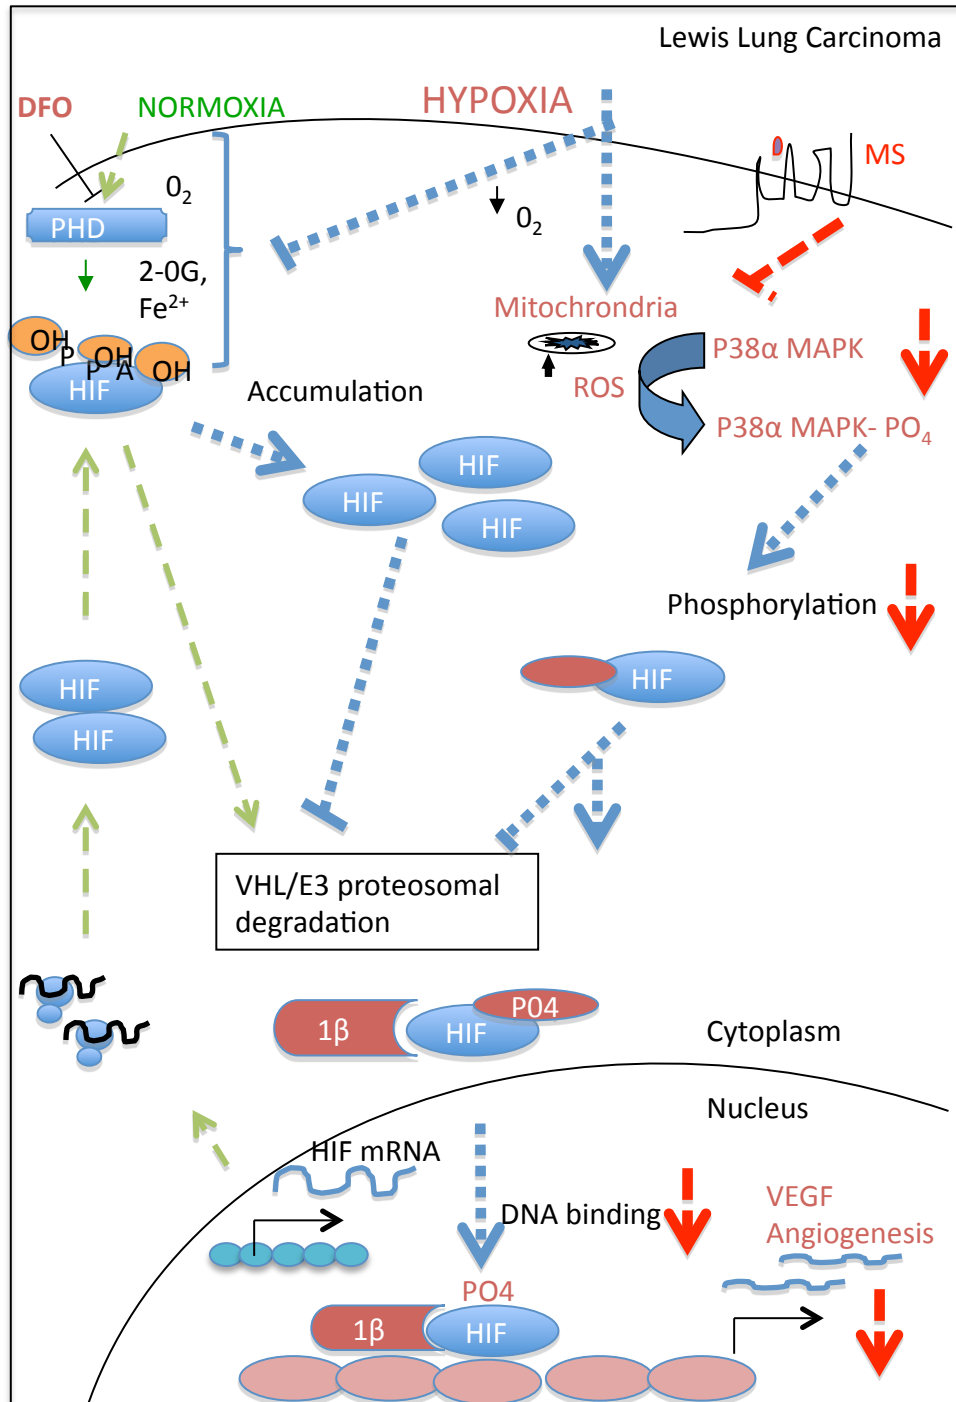 Lewis Lung Carcinoma
DFO
NORMOXIA
HYPOXIA
MS
O₂
PHD
O₂
2-0G,
Fe²⁺
Mitochrondria
OH
P
OH
P
A
OH
HIF
P38α MAPK
ROS
Accumulation
P38α MAPK- PO₄
HIF
HIF
HIF
Phosphorylation
HIF
HIF
HIF
VHL/E3 proteosomal
degradation
1β
HIF
P04
Cytoplasm
Nucleus
HIF mRNA
DNA binding
VEGF
Angiogenesis
PO4
1β
HIF